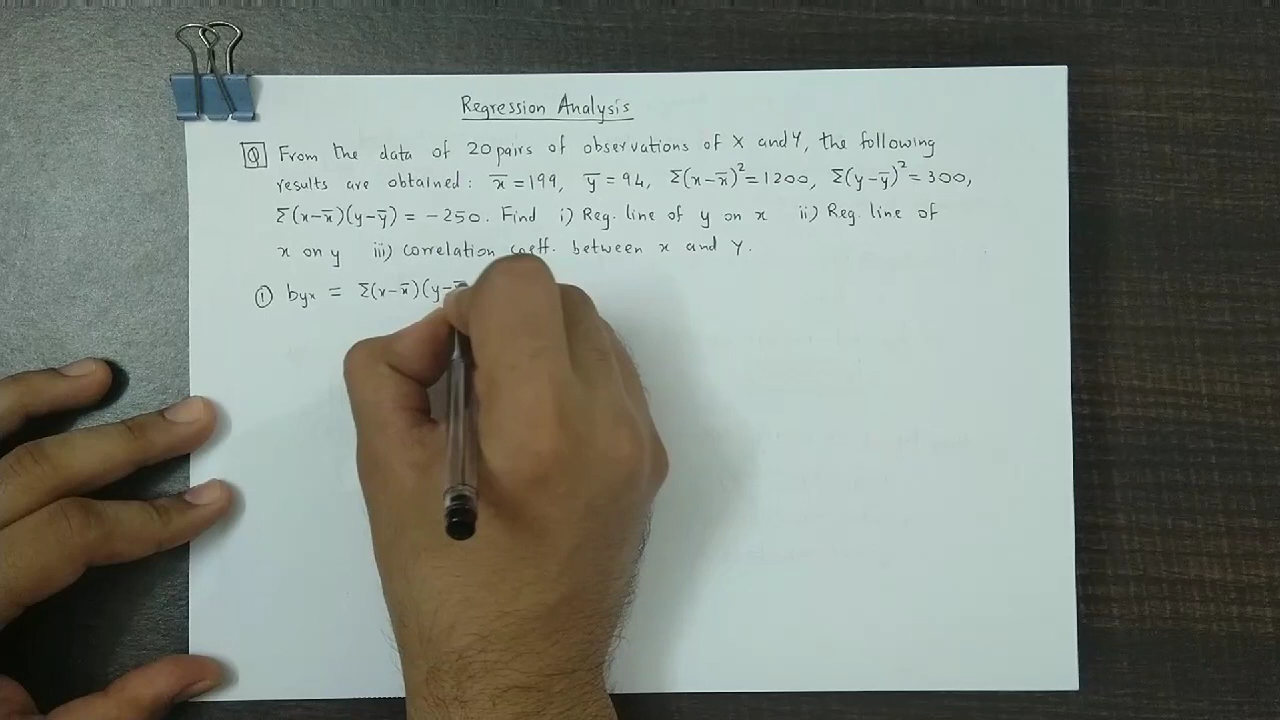 Regression Analysis
Q From the data of 20 pairs of observations of X and Y, the following
results are obtained: x̅ = 199, y̅ = 94, Σ(x-x̅)² = 1200, Σ(y-y̅)² = 300,
Σ(x-x̅)(y-y̅) = -250. Find i) Reg. line of y on x ii) Reg. line of
x on y iii) Correlation coeff. between x and y.
① byx = Σ(x-x̅)(y-